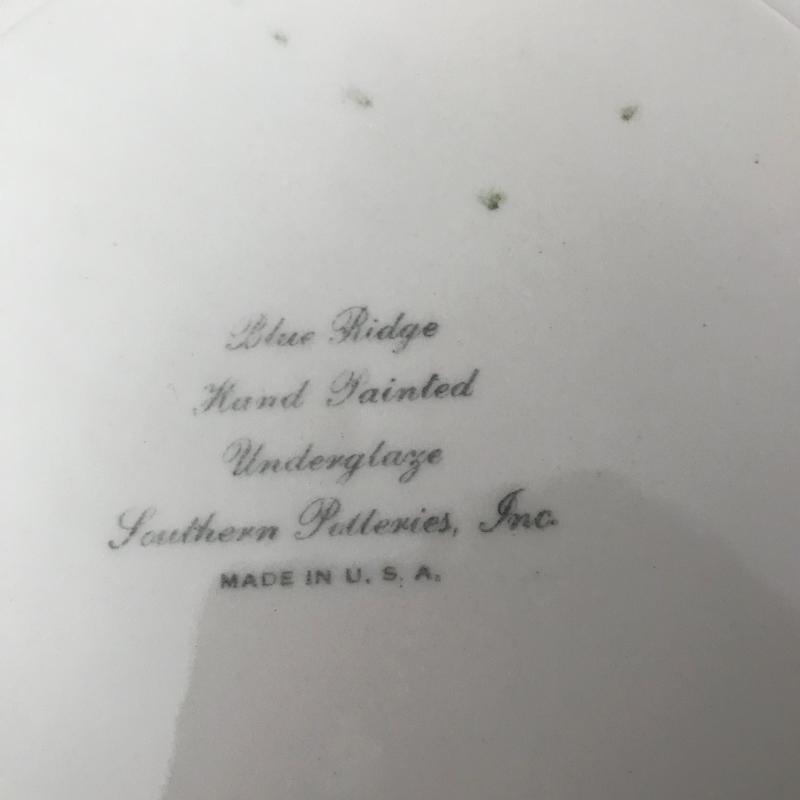 Blue Ridge
Hand Painted
Underglaze
Southern Potteries, Inc.
MADE IN U. S. A.